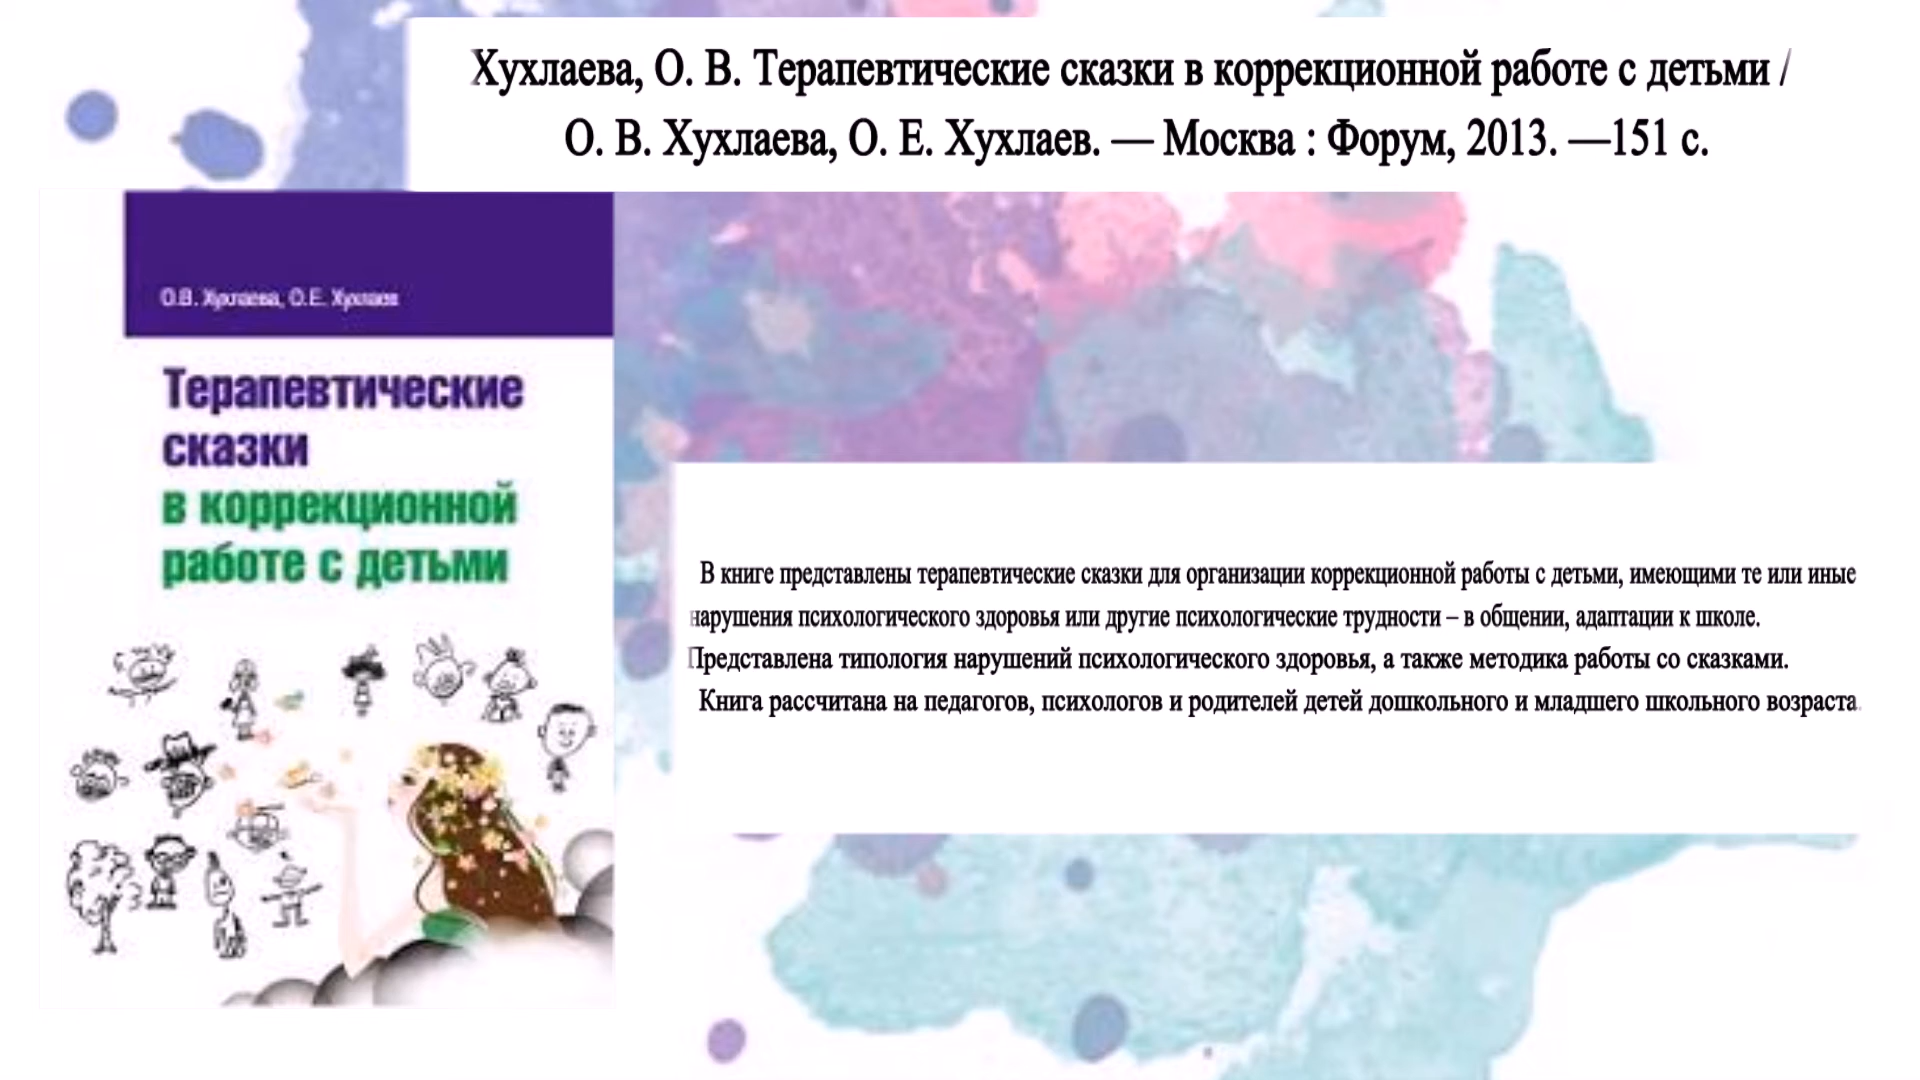 Хухлаева, О. В. Терапевтические сказки в коррекционной работе с детьми /
О. В. Хухлаева, О. Е. Хухлаев. — Москва : Форум, 2013. —151 с.
О.В. Хухлаева, О.Е. Хухлаев
Терапевтические
сказки
в коррекционной
работе с детьми
В книге представлены терапевтические сказки для организации коррекционной работы с детьми, имеющими те или иные
нарушения психологического здоровья или другие психологические трудности – в общении, адаптации к школе.
Представлена типология нарушений психологического здоровья, а также методика работы со сказками.
Книга рассчитана на педагогов, психологов и родителей детей дошкольного и младшего школьного возраста.